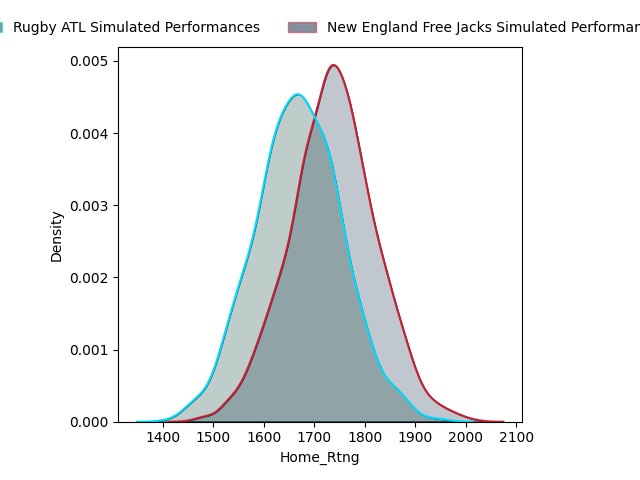 Rugby ATL Simulated Performances
New England Free Jacks Simulated Performan
0.005
0.004
0.003
0.002
0.001
0.000
Density
1400 1500 1600 1700 1800 1900 2000 2100
Home_Rtng